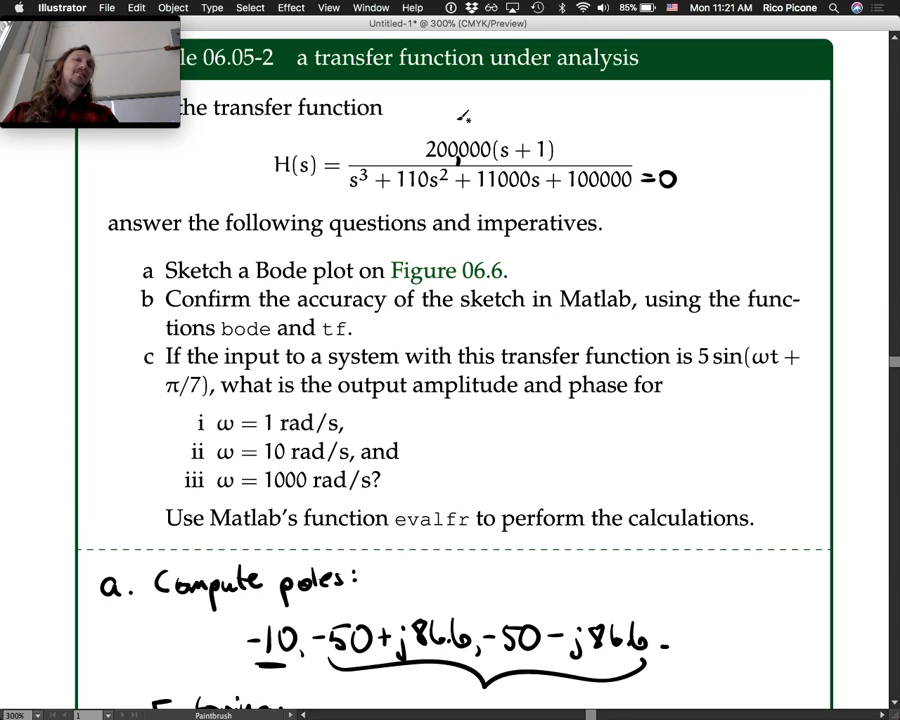 Illustrator File Edit Object Type Select Effect View Window Help 85% Mon 11:21 AM Rico Picone
Untitled-1* @ 300% (CMYK/Preview)
le 06.05-2 a transfer function under analysis
the transfer function
H(s) = 200000(s + 1) / s³ + 110s² + 11000s + 100000 =0
answer the following questions and imperatives.
a Sketch a Bode plot on Figure 06.6.
b Confirm the accuracy of the sketch in Matlab, using the func-
tions bode and tf.
c If the input to a system with this transfer function is 5 sin(ωt +
π/7), what is the output amplitude and phase for
i ω = 1 rad/s,
ii ω = 10 rad/s, and
iii ω = 1000 rad/s?
Use Matlab's function evalfr to perform the calculations.
a. Compute poles:
-10, -50+j86.6, -50-j86.6.
300% 1 Paintbrush